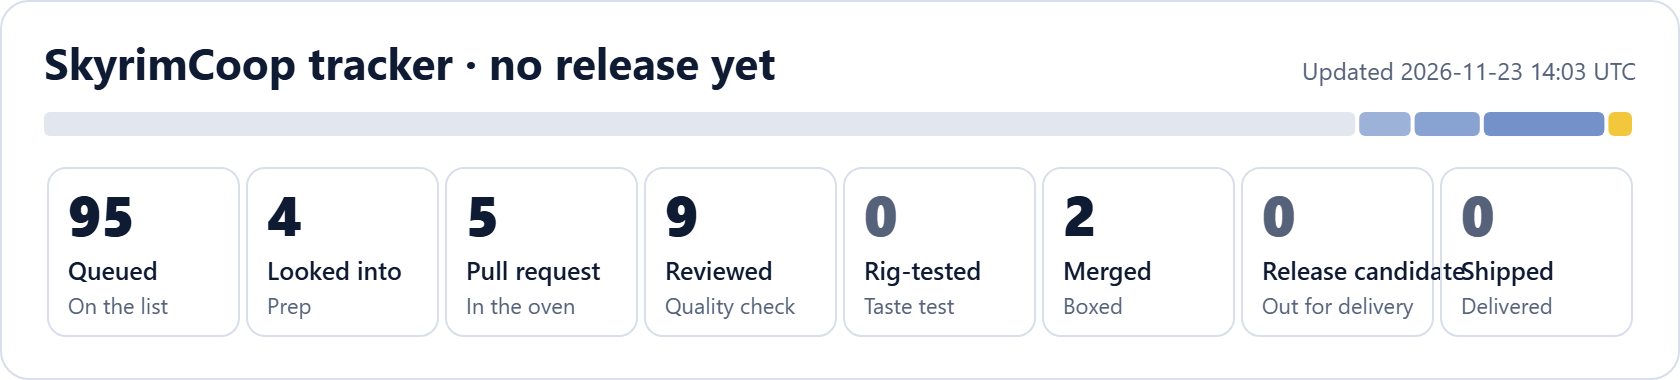 SkyrimCoop tracker · no release yet
Updated 2026-11-23 14:03 UTC
95
Queued
On the list
4
Looked into
Prep
5
Pull request
In the oven
9
Reviewed
Quality check
0
Rig-tested
Taste test
2
Merged
Boxed
0
Release candidate
Out for delivery
0
Shipped
Delivered